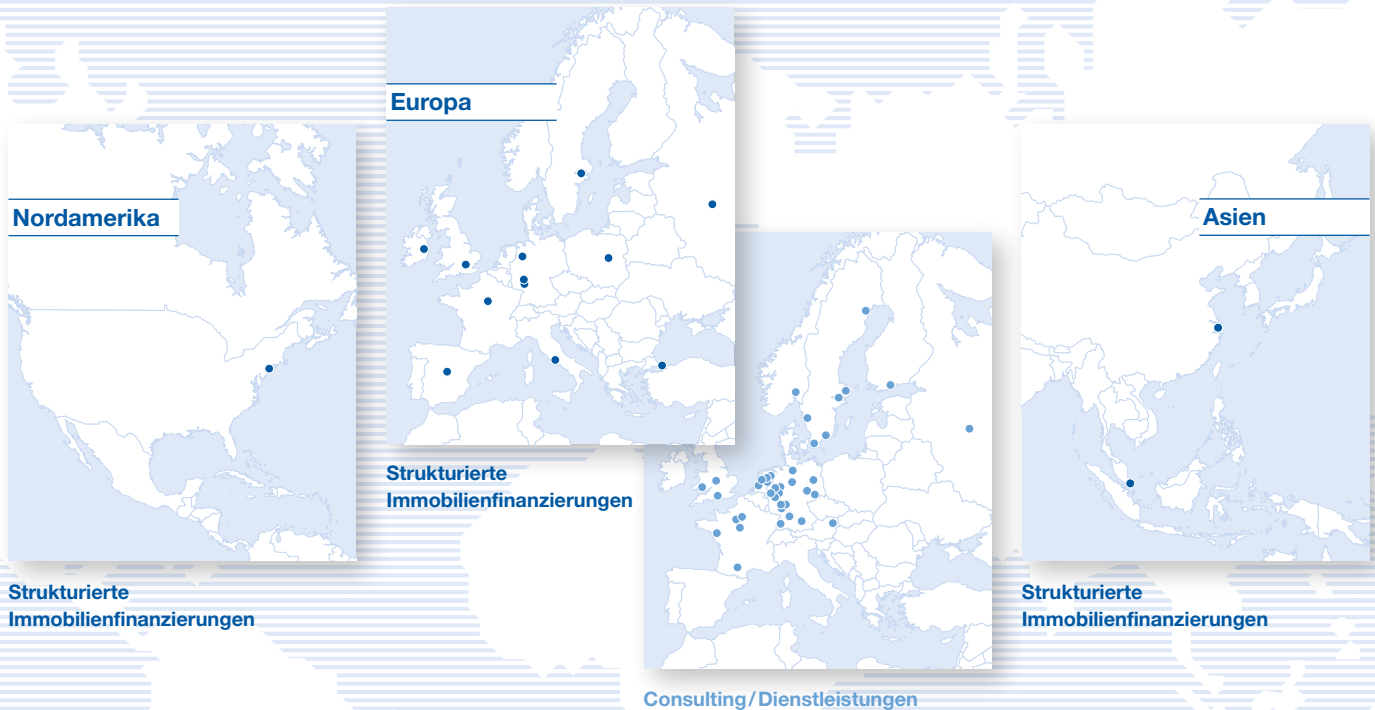 Nordamerika
Strukturierte
Immobilienfinanzierungen
Europa
Strukturierte
Immobilienfinanzierungen
Consulting/Dienstleistungen
Asien
Strukturierte
Immobilienfinanzierungen